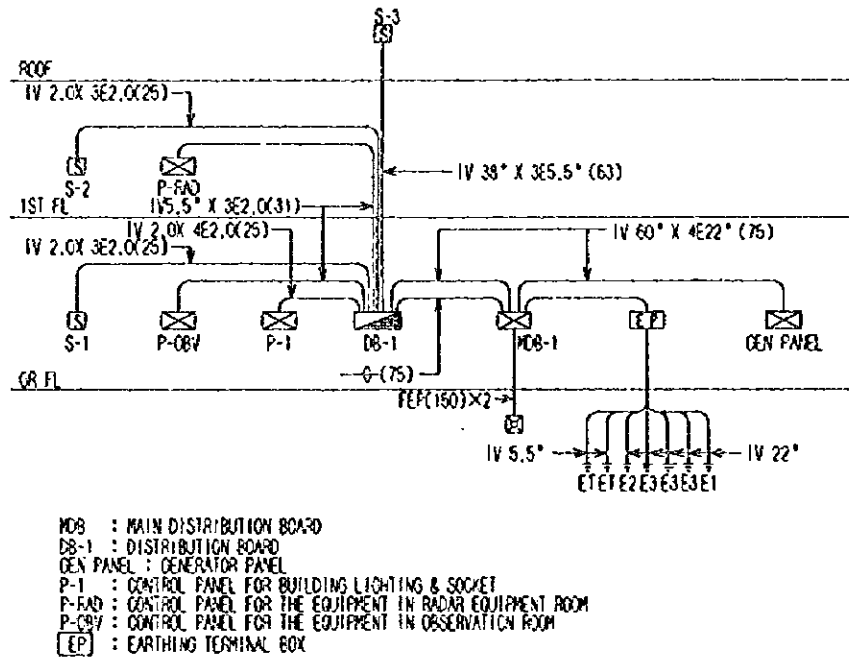 S-3
S
ROOF
IV 2.0X 3E2.0(25)
S
S-2
P-RAD
IV 38° X 3E5.5° (63)
1ST FL
IV5.5° X 3E2.0(31)
IV 2.0X 4E2.0(25)
IV 2.0X 3E2.0(25)
IV 60° X 4E22° (75)
S
S-1
P-OBV
P-1
DB-1
MDB-1
EP
GEN PANEL
(75)
GR FL
FEP(150)×2
IV 5.5°
IV 22°
ET ET E2 E3 E3 E3 E1
MDB : MAIN DISTRIBUTION BOARD
DB-1 : DISTRIBUTION BOARD
GEN PANEL : GENERATOR PANEL
P-1 : CONTROL PANEL FOR BUILDING LIGHTING & SOCKET
P-RAD : CONTROL PANEL FOR THE EQUIPMENT IN RADAR EQUIPMENT ROOM
P-OBV : CONTROL PANEL FOR THE EQUIPMENT IN OBSERVATION ROOM
EP : EARTHING TERMINAL BOX